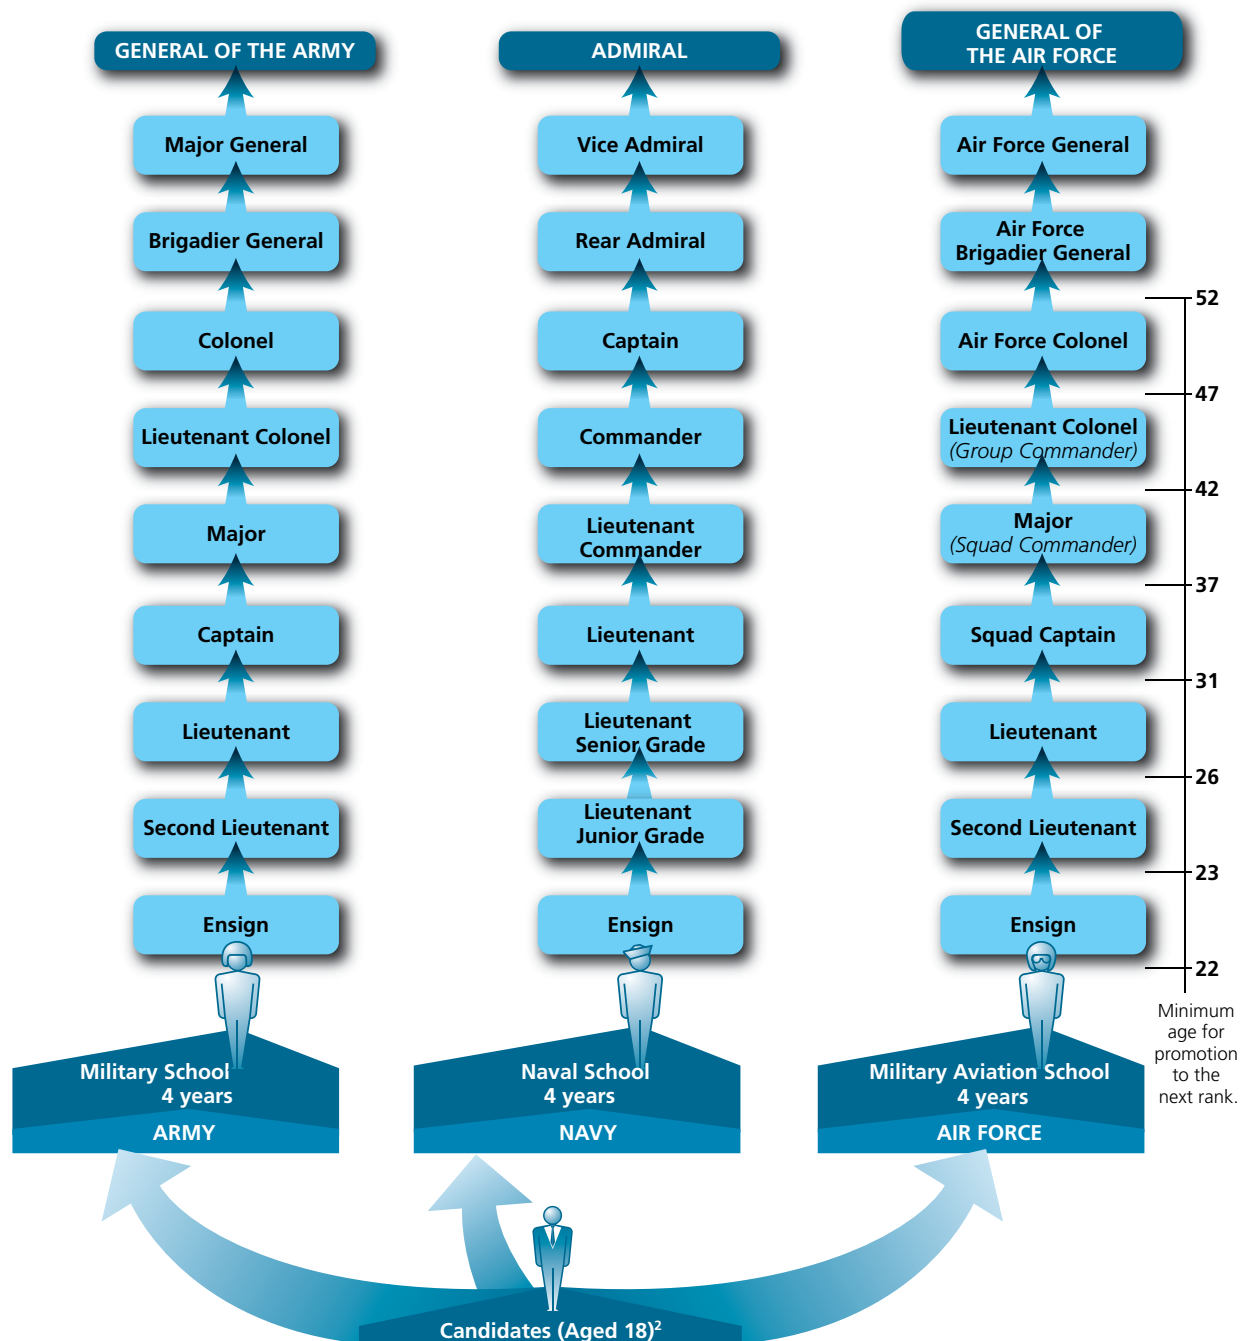 GENERAL OF THE ARMY
Major General
Brigadier General
Colonel
Lieutenant Colonel
Major
Captain
Lieutenant
Second Lieutenant
Ensign
Military School
4 years
ARMY
ADMIRAL
Vice Admiral
Rear Admiral
Captain
Commander
Lieutenant
Commander
Lieutenant
Lieutenant
Senior Grade
Lieutenant
Junior Grade
Ensign
Naval School
4 years
NAVY
GENERAL OF
THE AIR FORCE
Air Force General
Air Force
Brigadier General
Air Force Colonel
Lieutenant Colonel
(Group Commander)
Major
(Squad Commander)
Squad Captain
Lieutenant
Second Lieutenant
Ensign
Military Aviation School
4 years
AIR FORCE
52
47
42
37
31
26
23
22
Minimum
age for
promotion
to the
next rank.
Candidates (Aged 18)²